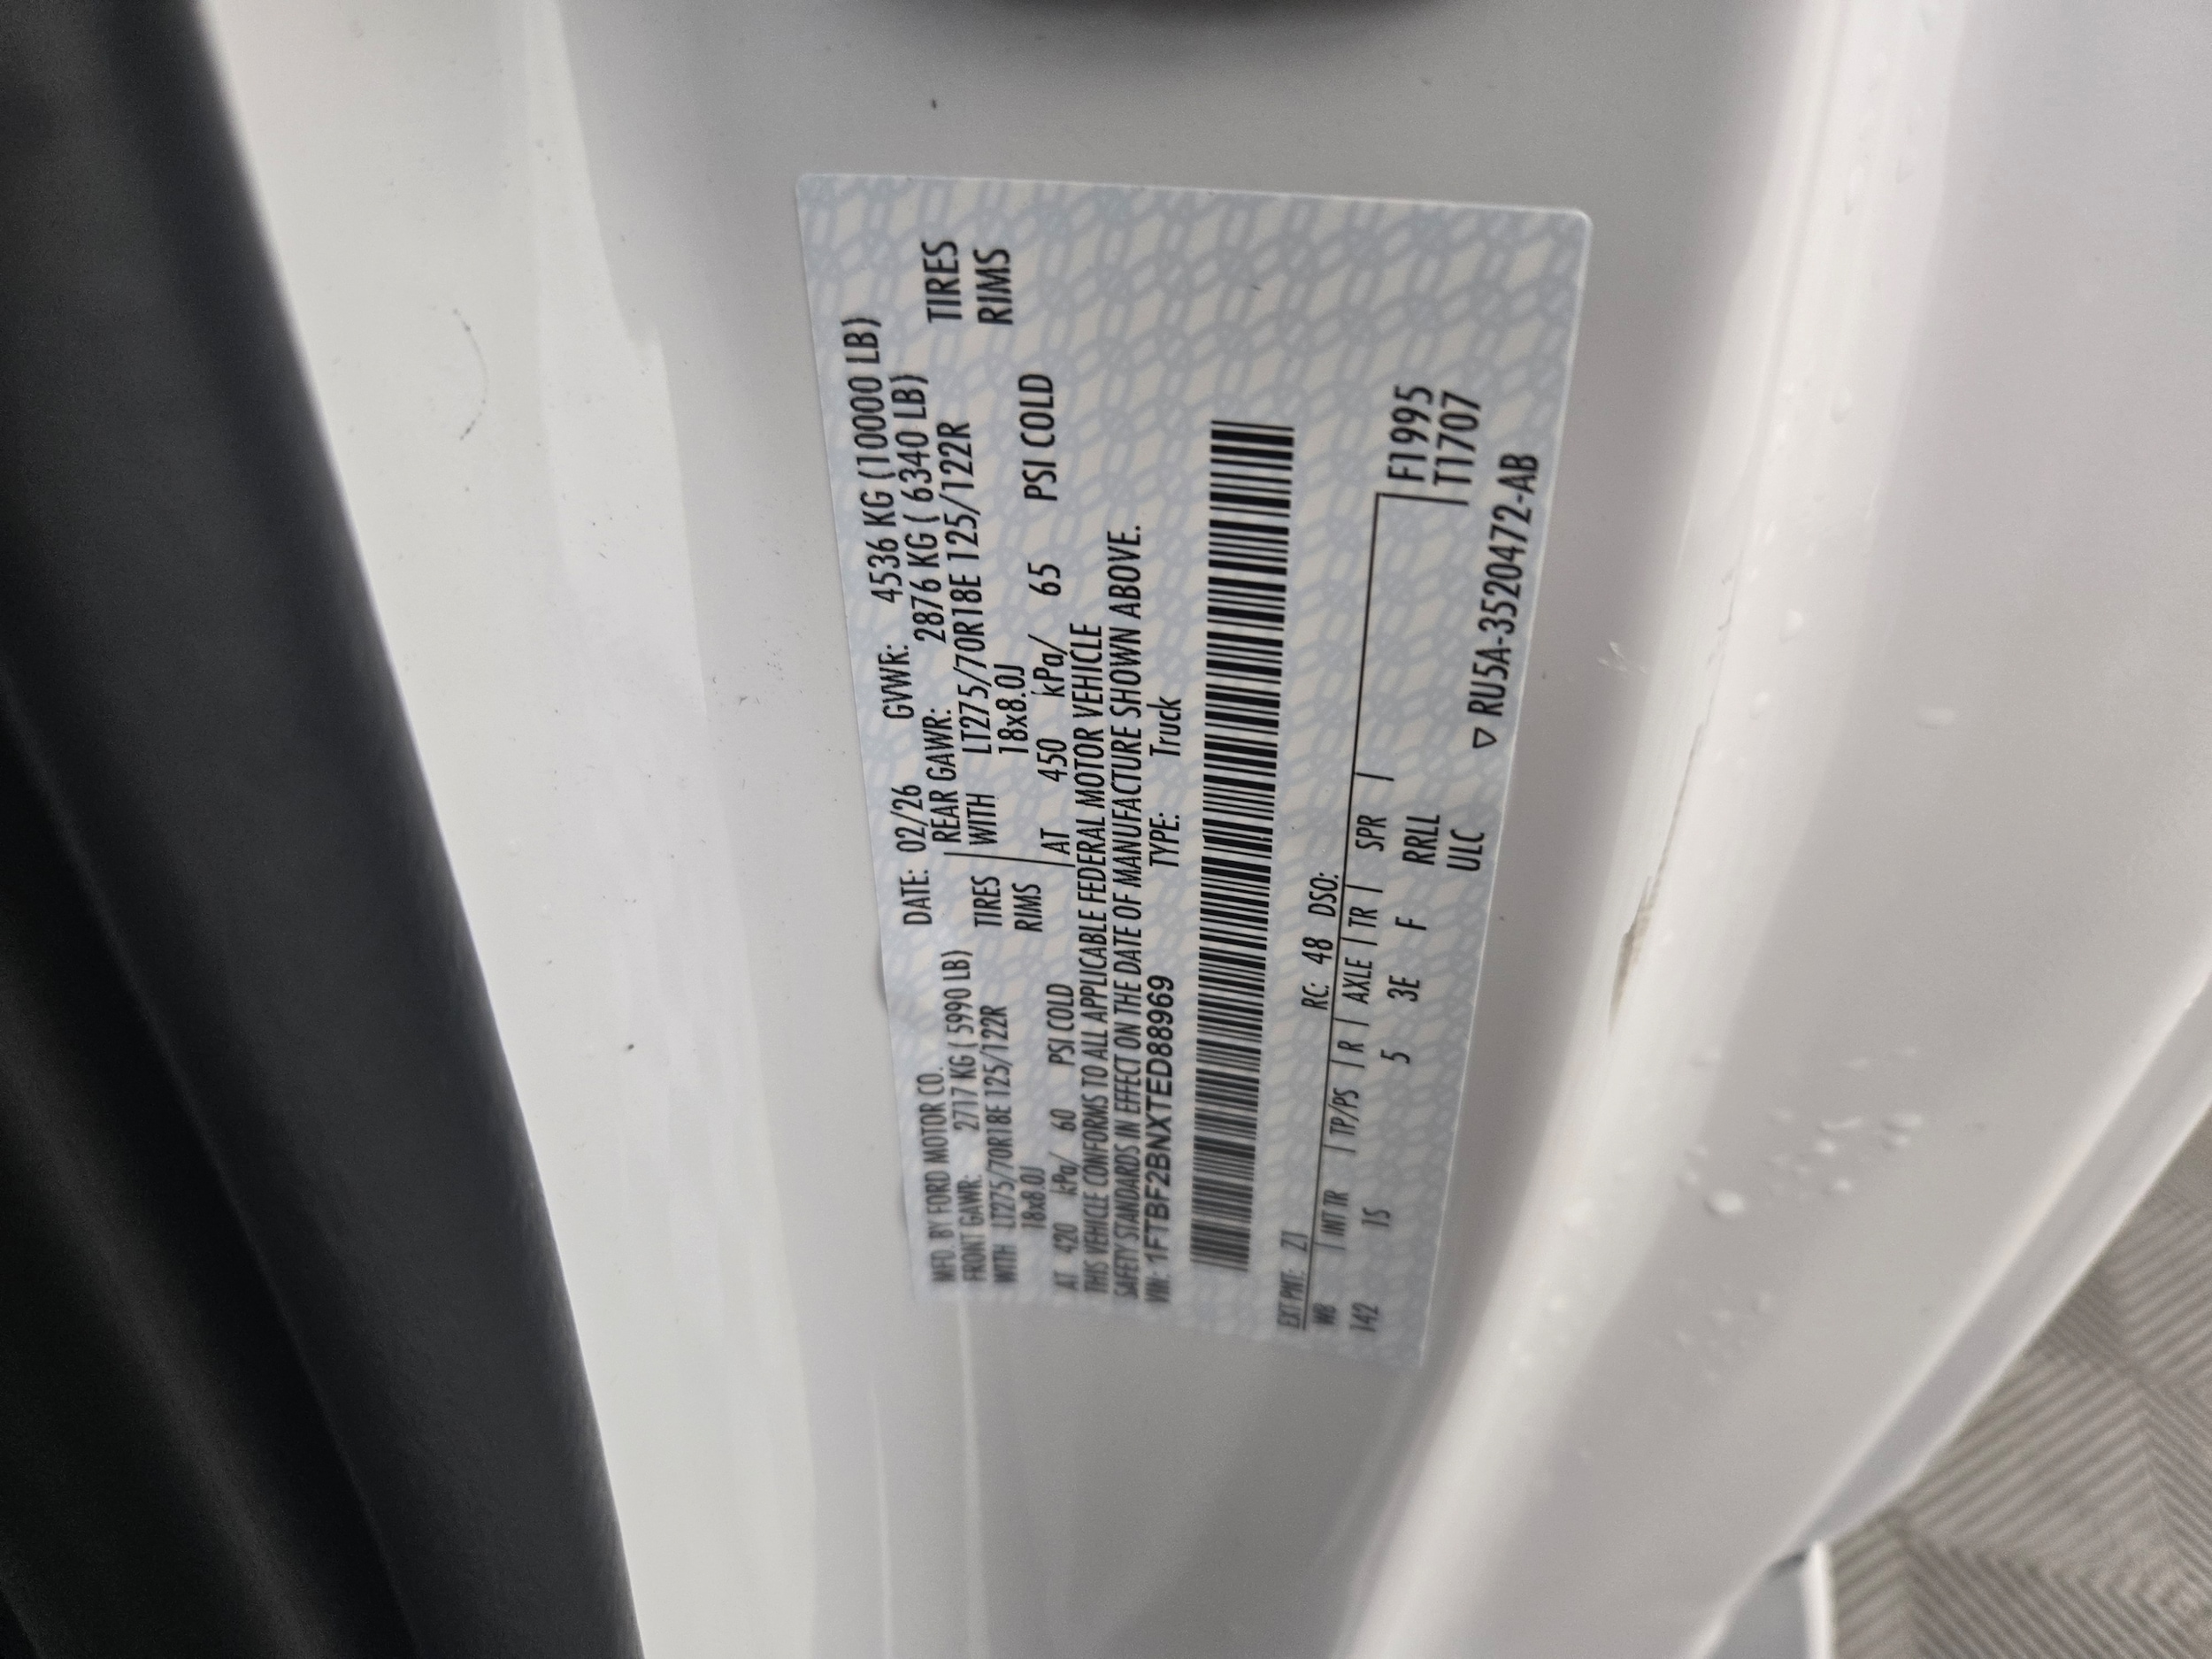 MFD. BY FORD MOTOR CO. DATE: 02/26 GVWR: 4536 KG (10000 LB)
FRONT GAWR: 2717 KG ( 5990 LB) REAR GAWR: 2876 KG ( 6340 LB)
WITH LT275/70R18E 125/122R TIRES WITH LT275/70R18E 125/122R TIRES
18x8.0J RIMS 18x8.0J RIMS
AT 420 kPa/ 60 PSI COLD AT 450 kPa/ 65 PSI COLD
THIS VEHICLE CONFORMS TO ALL APPLICABLE FEDERAL MOTOR VEHICLE
SAFETY STANDARDS IN EFFECT ON THE DATE OF MANUFACTURE SHOWN ABOVE.
VIN: 1FTBF2BNXTED88969 TYPE: Truck
EXT PNT: Z1 RC: 48 DSO:
WB INT TR TP/PS R AXLE TR SPR F1995
142 1S 5 3E F RRLL T1707
ULC
▽ RU5A-3520472-AB